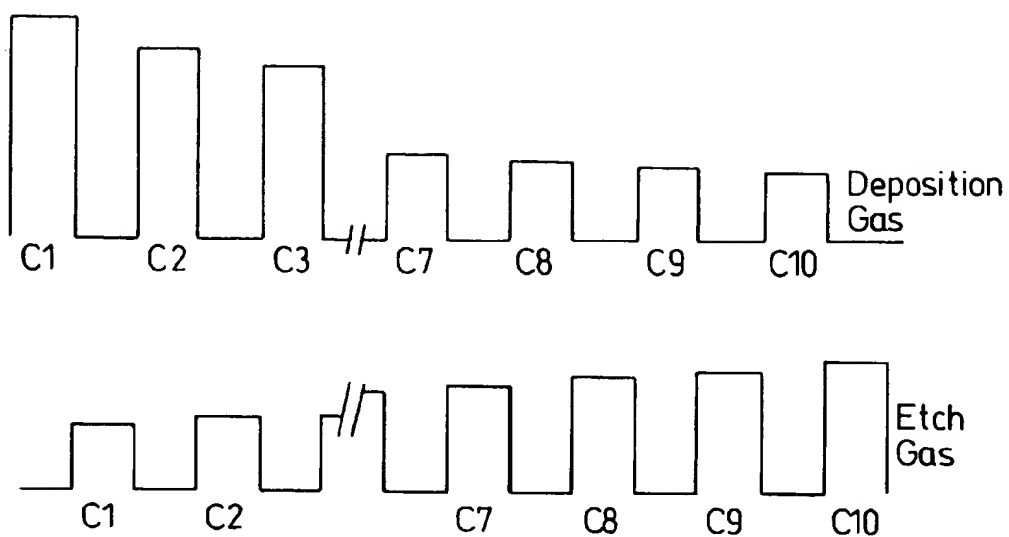 Deposition
Gas
C1 C2 C3 C7 C8 C9 C10
Etch
Gas
C1 C2 C7 C8 C9 C10